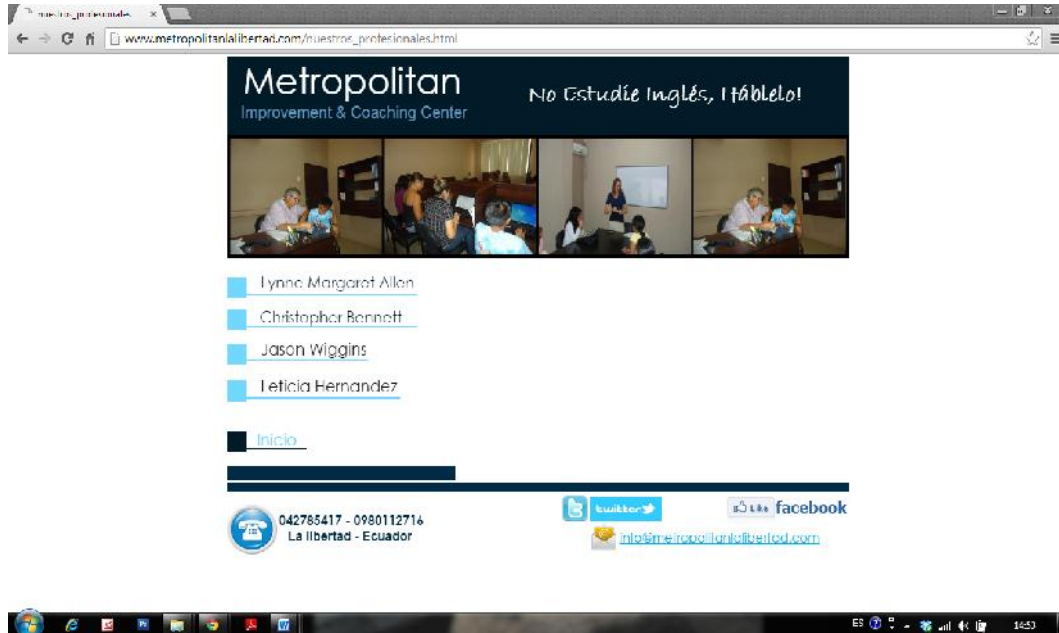 nuestros_profesionales
www.metropolitanlalibertad.com/nuestros_profesionales.html
Metropolitan
Improvement & Coaching Center
No Estudie Inglés, Háblelo!
Lynne Margaret Allen
Christopher Bennett
Jason Wiggins
Leticia Hernandez
Inicio
042785417 - 0980112716
La libertad - Ecuador
twitter
Like facebook
info@metropolitanlalibertad.com
ES
14:53